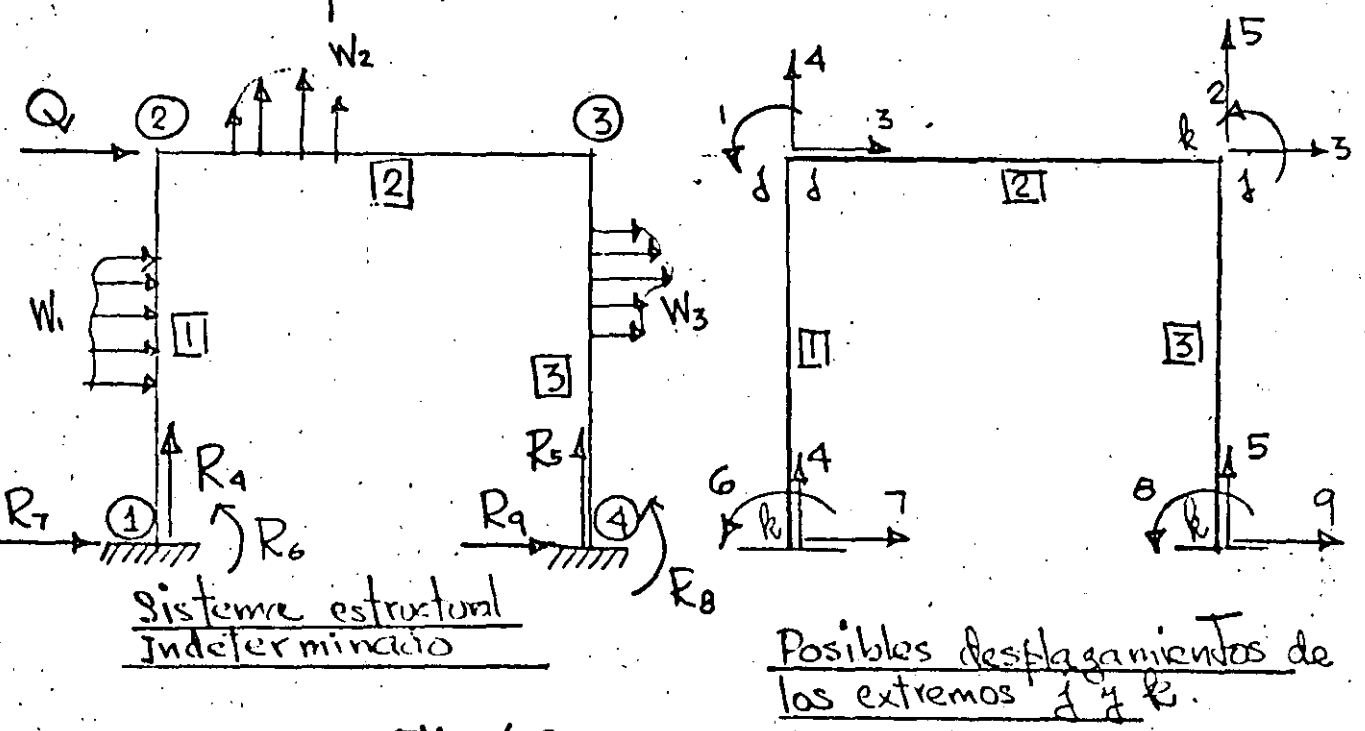 W2
Q
2
3
2
W1
1
W3
3
R4
R5
R7
1
R6
R9
4
R8
Sistema estructural
Indeterminado
4
5
1
3
2
k
3
j
j
2
j
1
3
6
4
k
7
8
5
k
9
Posibles desplazamientos de
los extremos j y k.